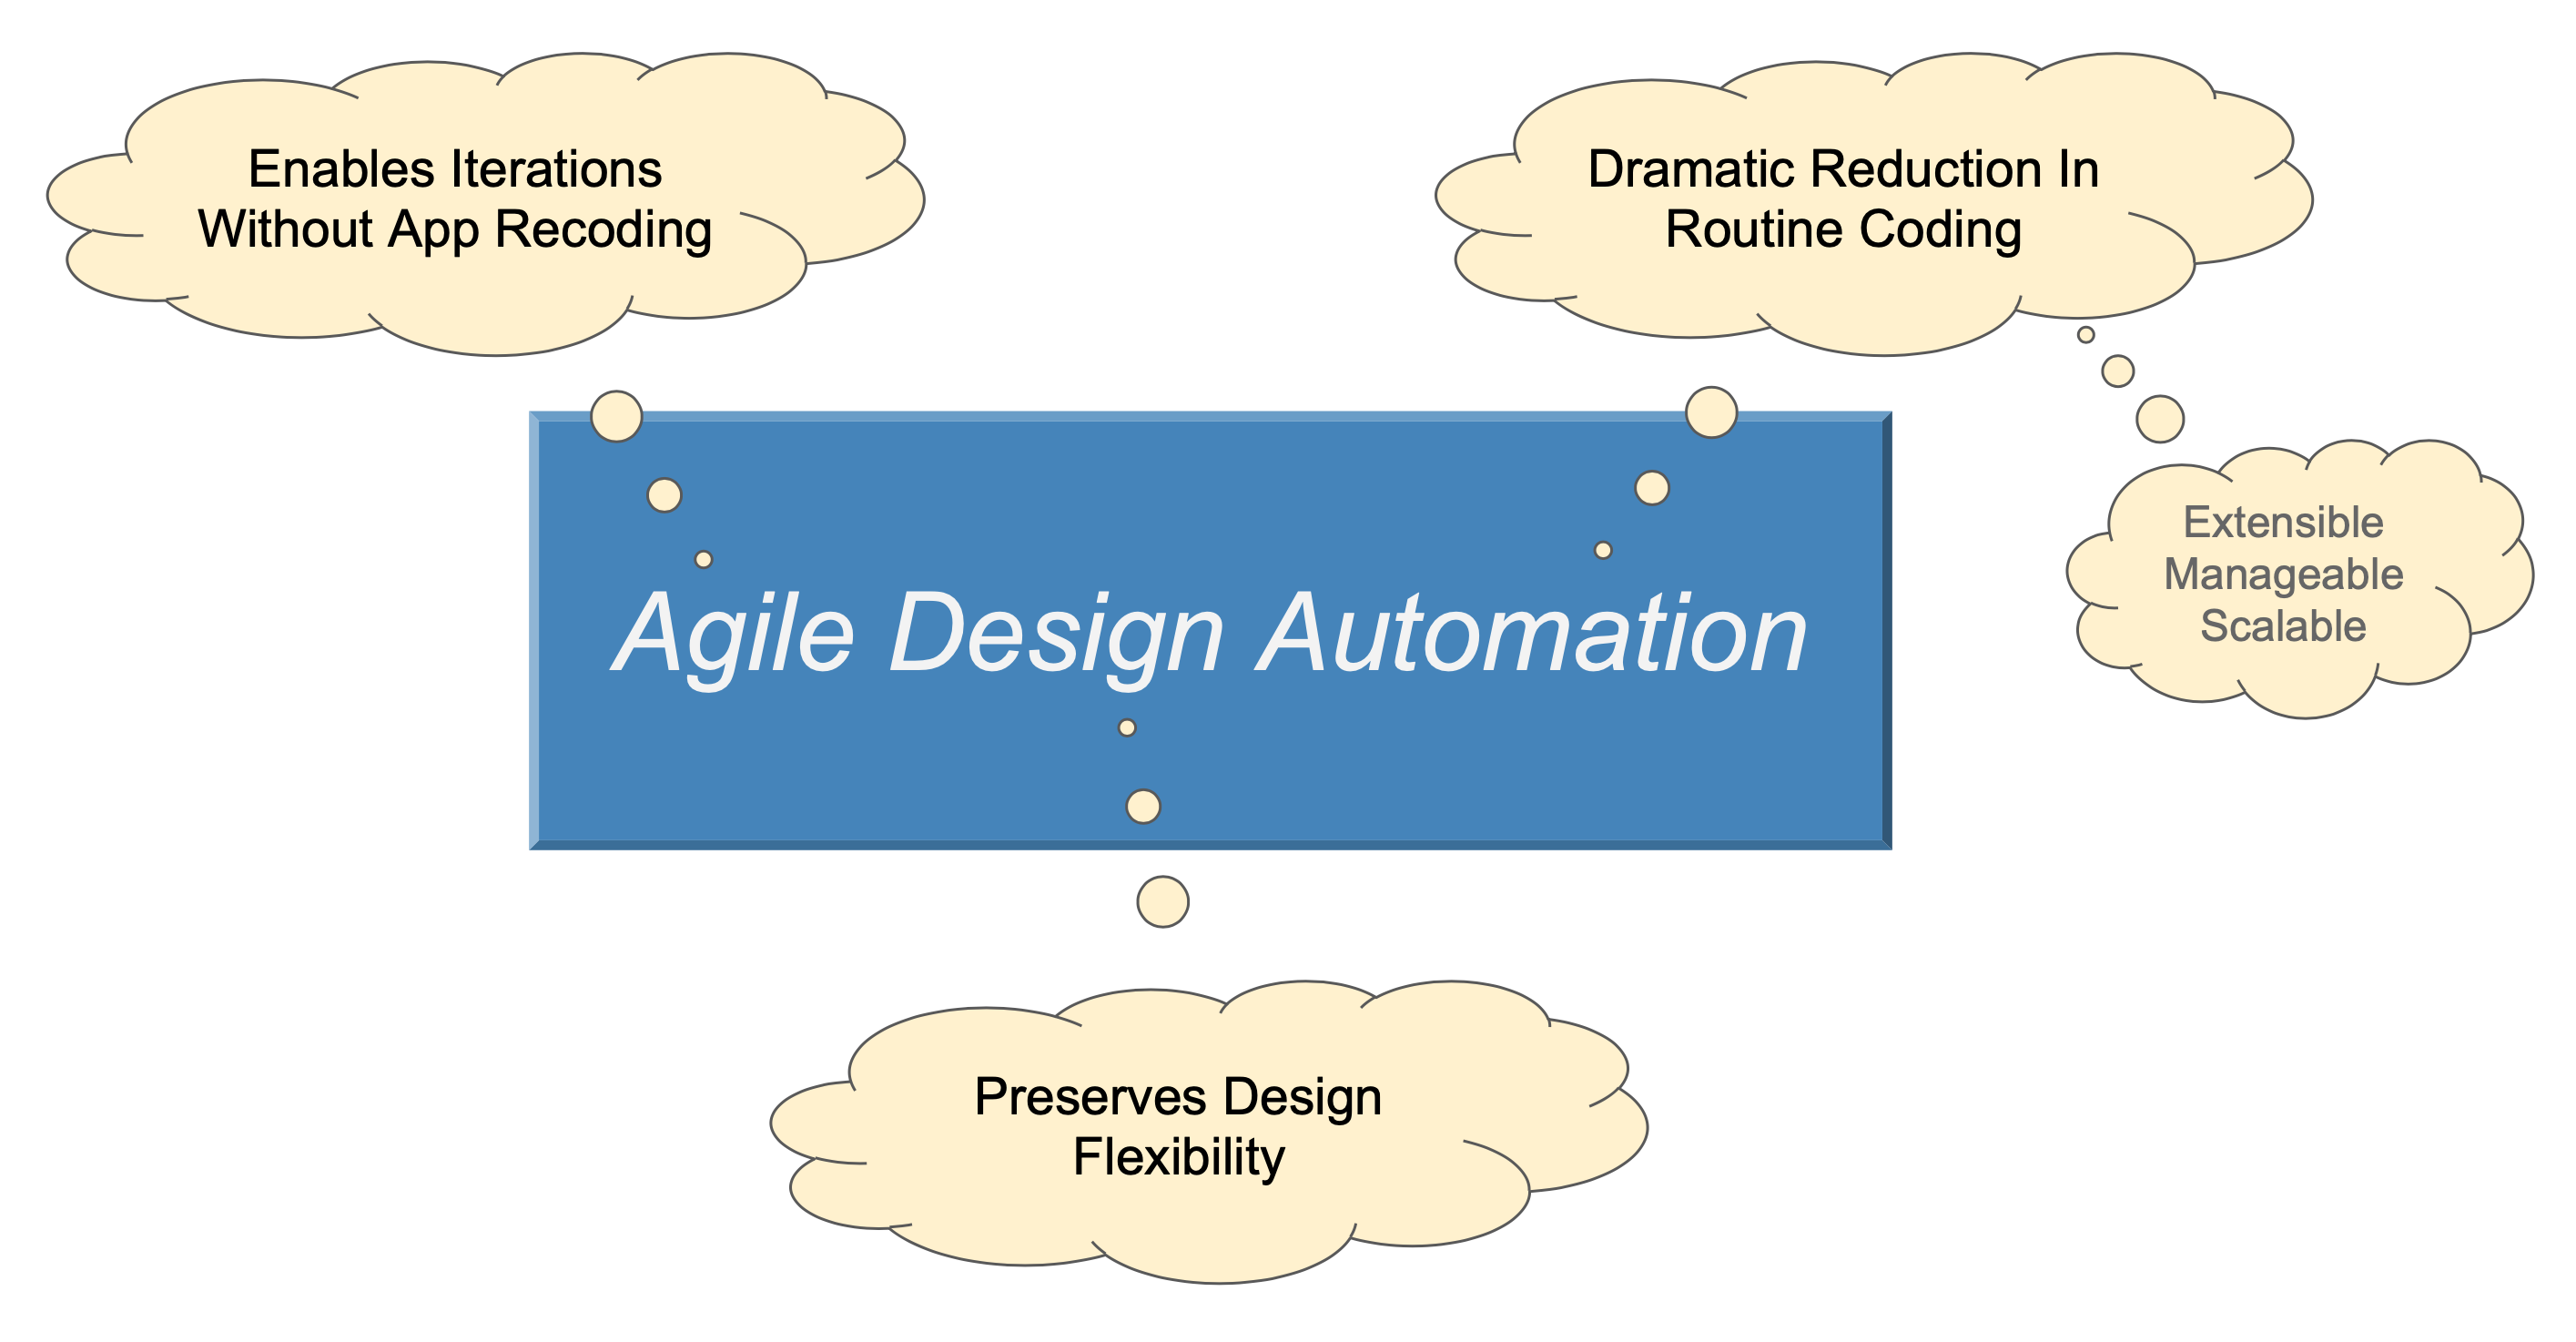 Enables Iterations
Without App Recoding
Dramatic Reduction In
Routine Coding
Extensible
Manageable
Scalable
Agile Design Automation
Preserves Design
Flexibility